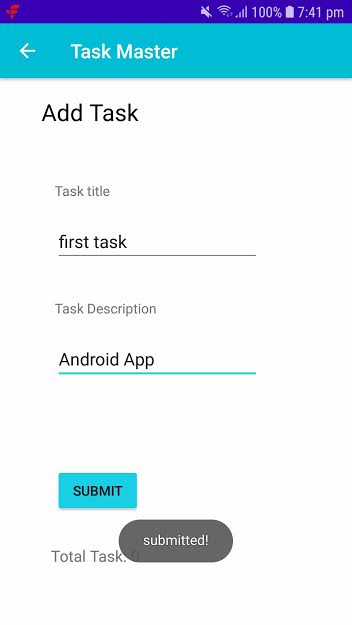 100% 7:41 pm
Task Master
Add Task
Task title
first task
Task Description
Android App
SUBMIT
submitted!
Total Task: 0